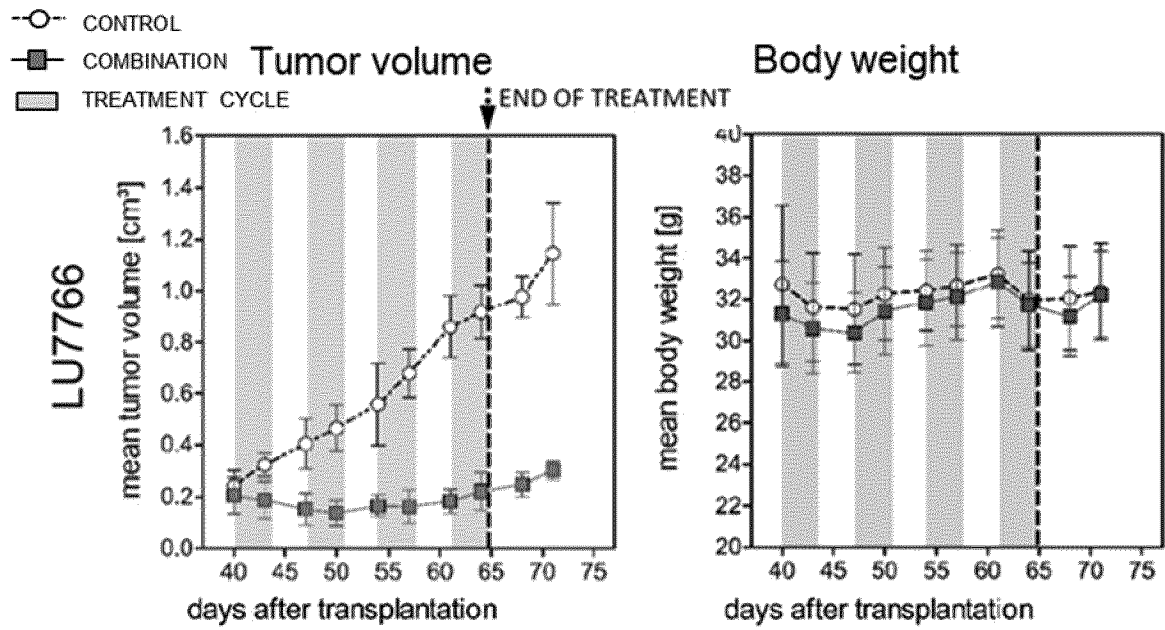 CONTROL
COMBINATION
TREATMENT CYCLE
Tumor volume
Body weight
END OF TREATMENT
LU7766
mean tumor volume [cm³]
1.6
1.4
1.2
1.0
0.8
0.6
0.4
0.2
0.0
40 45 50 55 60 65 70 75
days after transplantation
mean body weight [g]
40
38
36
34
32
30
28
26
24
22
20
40 45 50 55 60 65 70 75
days after transplantation